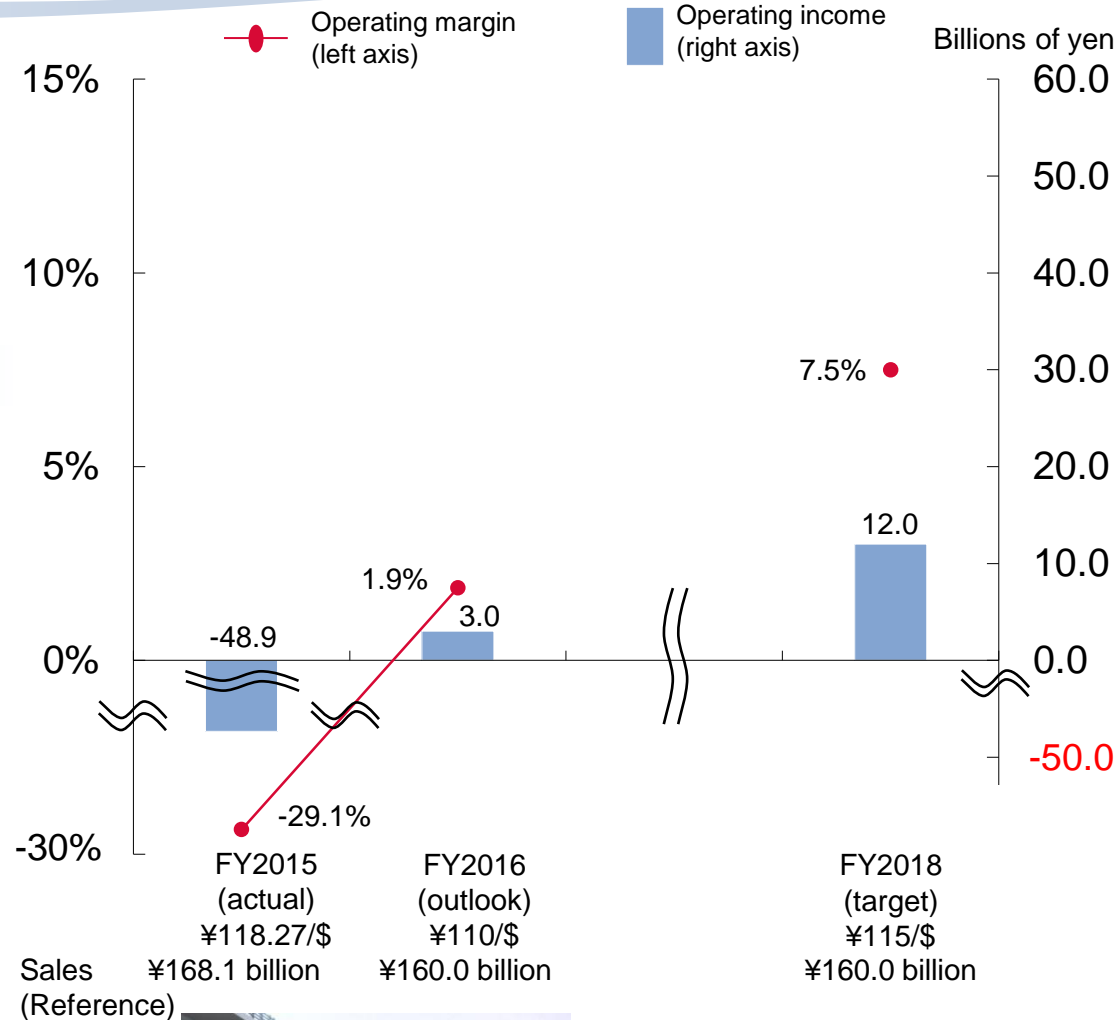 Operating margin
(left axis)
Operating income
(right axis)
Billions of yen
15%
10%
5%
0%
-30%
60.0
50.0
40.0
30.0
20.0
10.0
0.0
-50.0
-48.9
-29.1%
1.9%
3.0
7.5%
12.0
FY2015
(actual)
¥118.27/$
¥168.1 billion
FY2016
(outlook)
¥110/$
¥160.0 billion
FY2018
(target)
¥115/$
¥160.0 billion
Sales
(Reference)